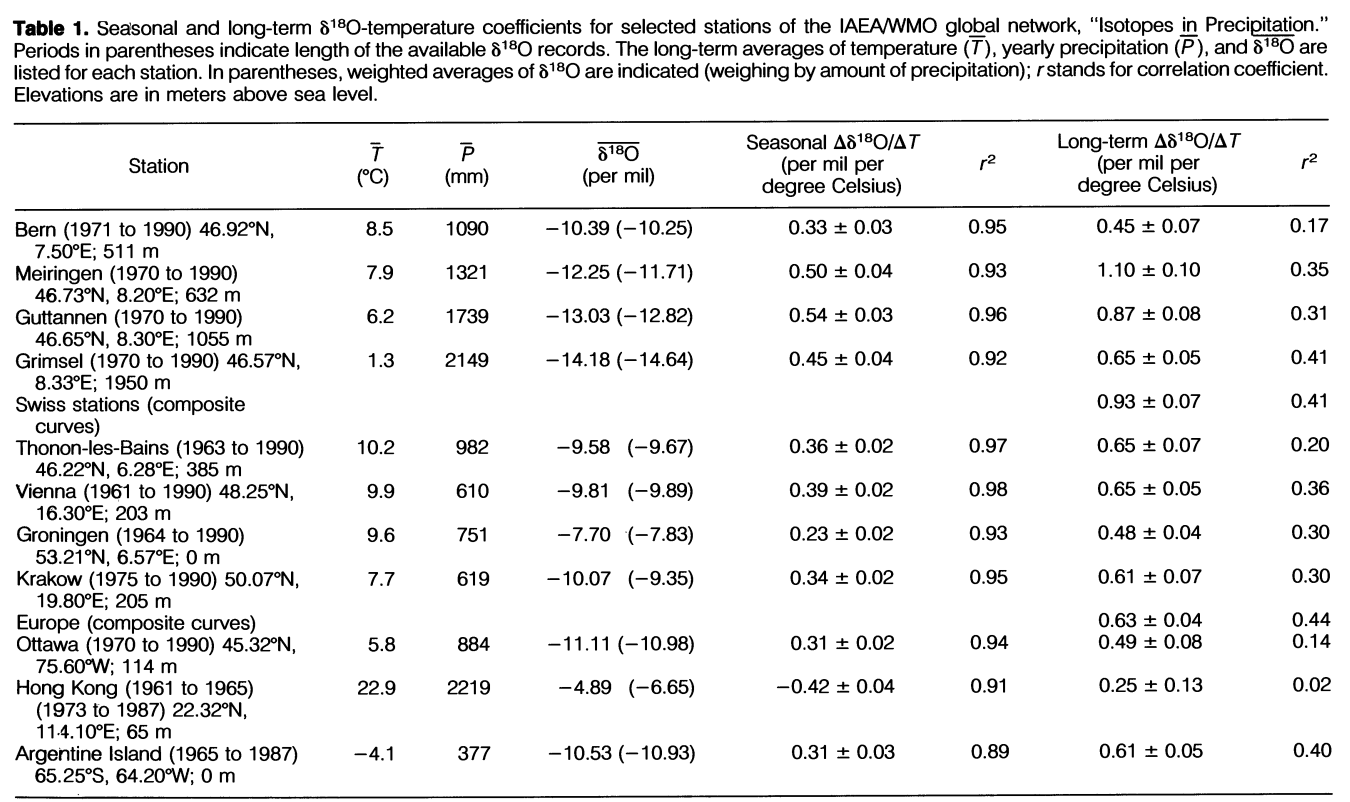 Table 1. Seasonal and long-term δ¹⁸O-temperature coefficients for selected stations of the IAEA/WMO global network, “Isotopes in Precipitation.”
Periods in parentheses indicate length of the available δ¹⁸O records. The long-term averages of temperature (T̅), yearly precipitation (P̅), and δ¹⁸O are
listed for each station. In parentheses, weighted averages of δ¹⁸O are indicated (weighing by amount of precipitation); r stands for correlation coefficient.
Elevations are in meters above sea level.
Station T̅ (°C) P̅ (mm) δ¹⁸O (per mil) Seasonal Δδ¹⁸O/ΔT (per mil per degree Celsius) r² Long-term Δδ¹⁸O/ΔT (per mil per degree Celsius) r²
Bern (1971 to 1990) 46.92°N, 8.5 1090 −10.39 (−10.25) 0.33 ± 0.03 0.95 0.45 ± 0.07 0.17
7.50°E; 511 m
Meiringen (1970 to 1990) 7.9 1321 −12.25 (−11.71) 0.50 ± 0.04 0.93 1.10 ± 0.10 0.35
46.73°N, 8.20°E; 632 m
Guttannen (1970 to 1990) 6.2 1739 −13.03 (−12.82) 0.54 ± 0.03 0.96 0.87 ± 0.08 0.31
46.65°N, 8.30°E; 1055 m
Grimsel (1970 to 1990) 46.57°N, 1.3 2149 −14.18 (−14.64) 0.45 ± 0.04 0.92 0.65 ± 0.05 0.41
8.33°E; 1950 m
Swiss stations (composite 0.93 ± 0.07 0.41
curves)
Thonon-les-Bains (1963 to 1990) 10.2 982 −9.58 (−9.67) 0.36 ± 0.02 0.97 0.65 ± 0.07 0.20
46.22°N, 6.28°E; 385 m
Vienna (1961 to 1990) 48.25°N, 9.9 610 −9.81 (−9.89) 0.39 ± 0.02 0.98 0.65 ± 0.05 0.36
16.30°E; 203 m
Groningen (1964 to 1990) 9.6 751 −7.70 (−7.83) 0.23 ± 0.02 0.93 0.48 ± 0.04 0.30
53.21°N, 6.57°E; 0 m
Krakow (1975 to 1990) 50.07°N, 7.7 619 −10.07 (−9.35) 0.34 ± 0.02 0.95 0.61 ± 0.07 0.30
19.80°E; 205 m
Europe (composite curves) 0.63 ± 0.04 0.44
Ottawa (1970 to 1990) 45.32°N, 5.8 884 −11.11 (−10.98) 0.31 ± 0.02 0.94 0.49 ± 0.08 0.14
75.60°W; 114 m
Hong Kong (1961 to 1965) 22.9 2219 −4.89 (−6.65) −0.42 ± 0.04 0.91 0.25 ± 0.13 0.02
(1973 to 1987) 22.32°N,
114.10°E; 65 m
Argentine Island (1965 to 1987) −4.1 377 −10.53 (−10.93) 0.31 ± 0.03 0.89 0.61 ± 0.05 0.40
65.25°S, 64.20°W; 0 m